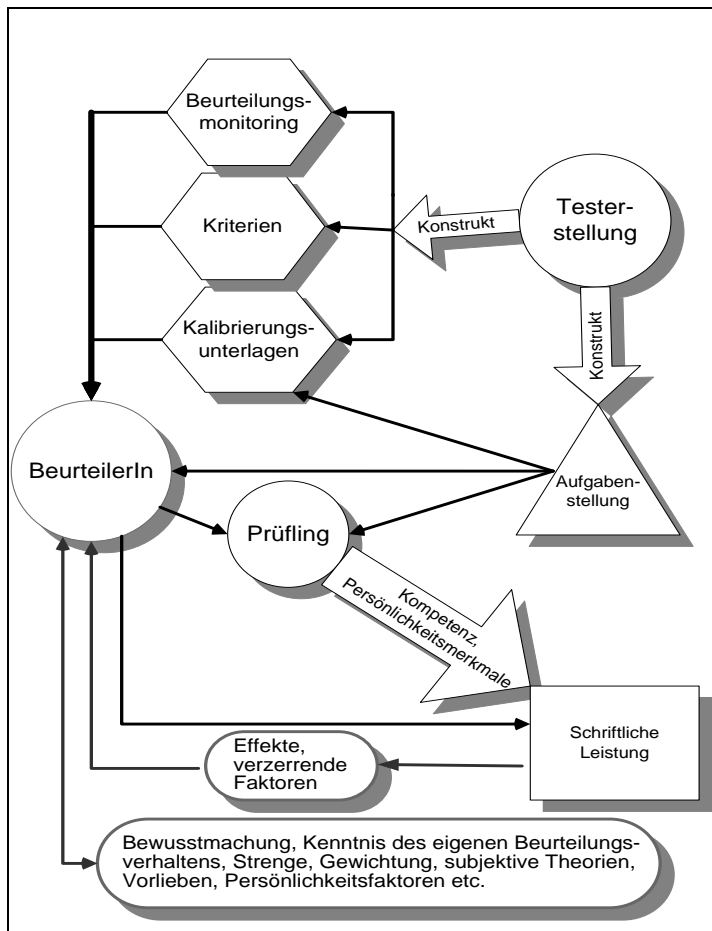 Beurteilungs-
monitoring
Kriterien
Konstrukt
Tester-
stellung
Kalibrierungs-
unterlagen
Konstrukt
BeurteilerIn
Aufgaben-
stellung
Prüfling
Kompetenz,
Persönlichkeitsmerkmale
Schriftliche
Leistung
Effekte,
verzerrende
Faktoren
Bewusstmachung, Kenntnis des eigenen Beurteilungs-
verhaltens, Strenge, Gewichtung, subjektive Theorien,
Vorlieben, Persönlichkeitsfaktoren etc.